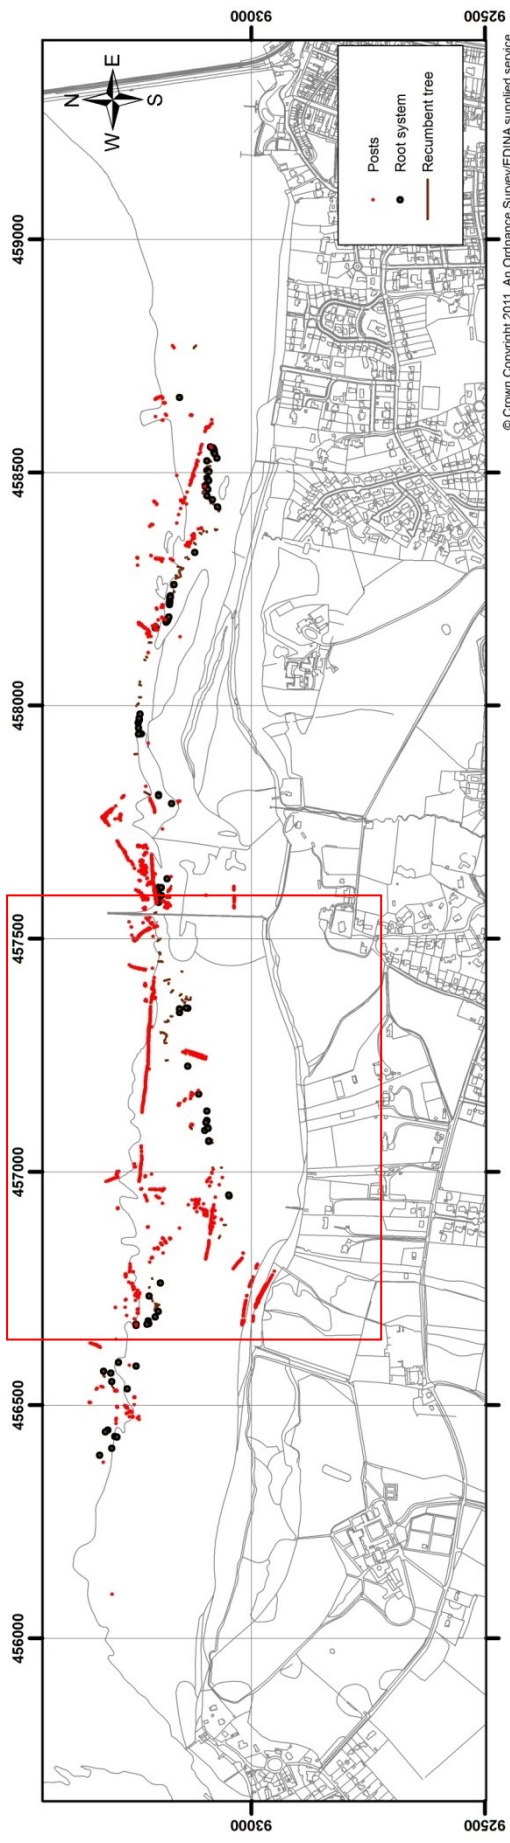 456000
456500
457000
457500
458000
458500
459000
93000
93000
92500
92500
N
W
E
S
Posts
Root system
Recumbent tree
© Crown Copyright 2011. An Ordnance Survey/EDINA supplied service